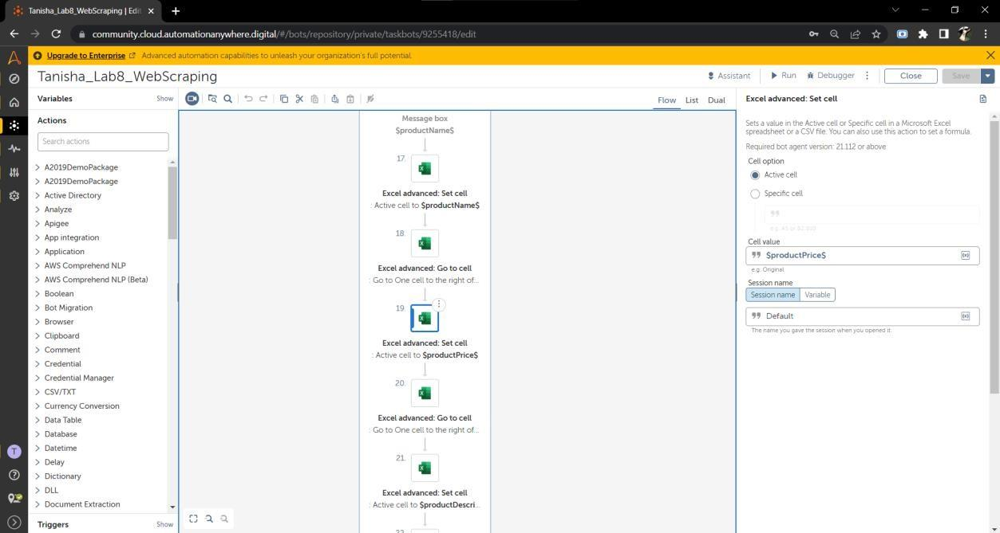 Tanisha_Lab8_WebScraping | Edit
community.cloud.automationanywhere.digital/#/bots/repository/private/taskbots/9255418/edit
Upgrade to Enterprise Advanced automation capabilities to unleash your organization's full potential.
Tanisha_Lab8_WebScraping
Assistant
Run
Debugger
Close
Save
Variables
Show
Flow
List
Dual
Actions
Search actions
A2019DemoPackage
A2019DemoPackage
Active Directory
Analyze
Apigee
App integration
Application
AWS Comprehend NLP
AWS Comprehend NLP (Beta)
Boolean
Bot Migration
Browser
Clipboard
Comment
Credential
Credential Manager
CSV/TXT
Currency Conversion
Data Table
Database
Datetime
Delay
Dictionary
DLL
Document Extraction
Triggers
Show
T
Message box
$productName$
17.
Excel advanced: Set cell
: Active cell to $productName$
18.
Excel advanced: Go to cell
: Go to One cell to the right of...
19.
Excel advanced: Set cell
: Active cell to $productPrice$
20.
Excel advanced: Go to cell
: Go to One cell to the right of...
21.
Excel advanced: Set cell
: Active cell to $productDescri...
22.
Excel advanced: Set cell
Sets a value in the Active cell or Specific cell in a Microsoft Excel
spreadsheet or a CSV file. You can also use this action to set a formula.
Required bot agent version: 21.112 or above
Cell option
Active cell
Specific cell
e.g. A5 or B2:B10
Cell value
$productPrice$
e.g. Original
Session name
Session name
Variable
Default
The name you gave the session when you opened it.